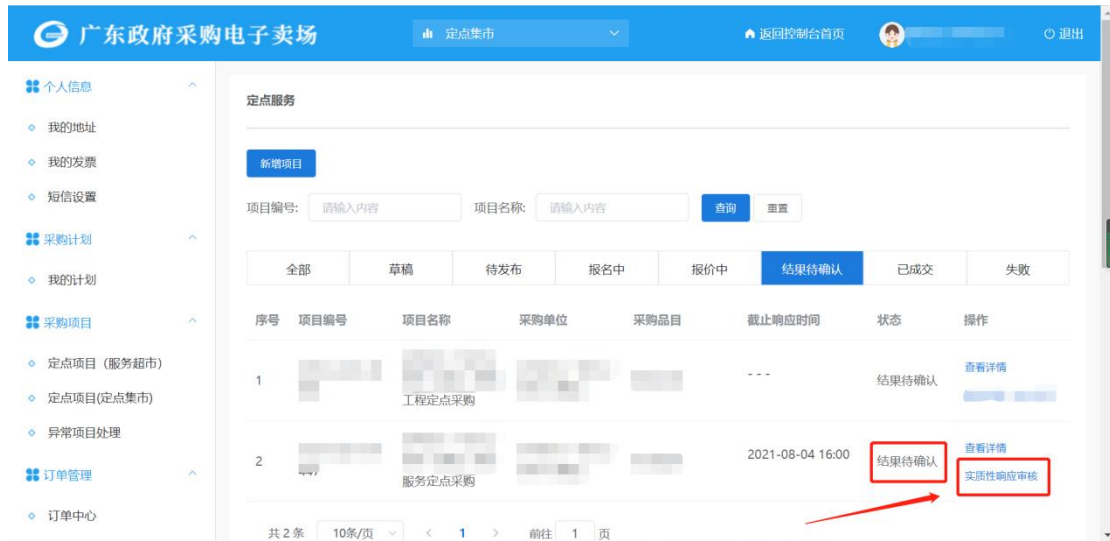 广东政府采购电子卖场 定点集市 返回控制台首页 退出
个人信息
我的地址
我的发票
短信设置
采购计划
我的计划
采购项目
定点项目（服务超市）
定点项目(定点集市)
异常项目处理
订单管理
订单中心
定点服务
新增项目
项目编号: 请输入内容 项目名称: 请输入内容 查询 重置
全部 草稿 待发布 报名中 报价中 结果待确认 已成交 失败
序号 项目编号 项目名称 采购单位 采购品目 截止响应时间 状态 操作
1 工程定点采购 - - - 结果待确认 查看详情
2 服务定点采购 2021-08-04 16:00 结果待确认 查看详情
实质性响应审核
共 2 条 10条/页 < 1 > 前往 1 页